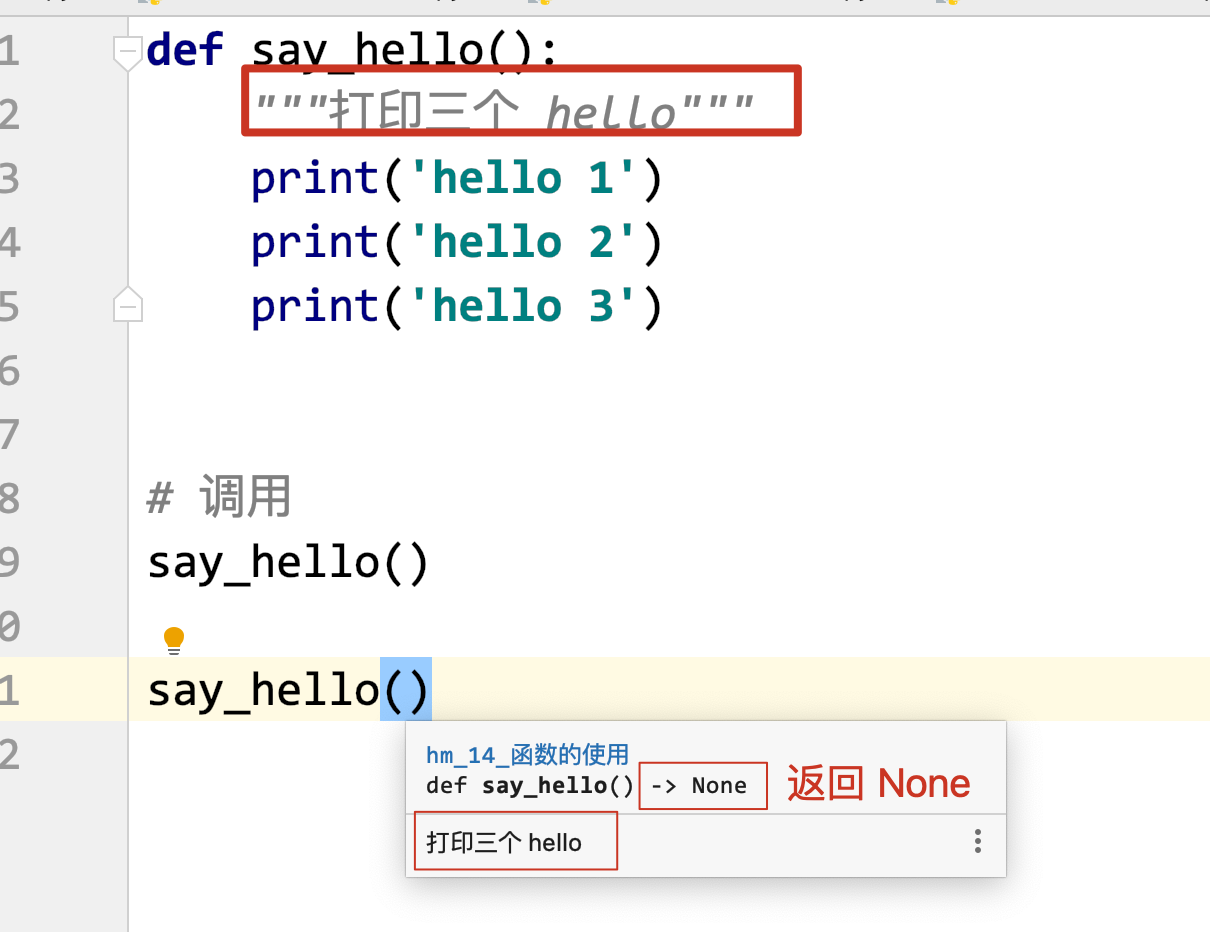 1 def say_hello():
2 """打印三个 hello"""
3 print('hello 1')
4 print('hello 2')
5 print('hello 3')
6
7
8 # 调用
9 say_hello()
0
1 say_hello()
2
hm_14_函数的使用
def say_hello() -> None 返回 None
打印三个 hello